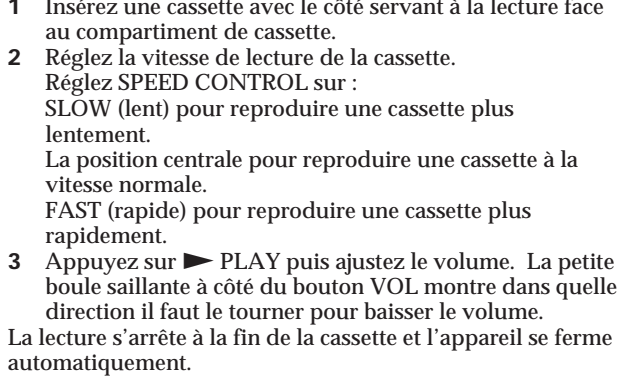 1 Insérez une cassette avec le côté servant à la lecture face
au compartiment de cassette.
2 Réglez la vitesse de lecture de la cassette.
Réglez SPEED CONTROL sur :
SLOW (lent) pour reproduire une cassette plus
lentement.
La position centrale pour reproduire une cassette à la
vitesse normale.
FAST (rapide) pour reproduire une cassette plus
rapidement.
3 Appuyez sur ► PLAY puis ajustez le volume. La petite
boule saillante à côté du bouton VOL montre dans quelle
direction il faut le tourner pour baisser le volume.
La lecture s’arrête à la fin de la cassette et l’appareil se ferme
automatiquement.